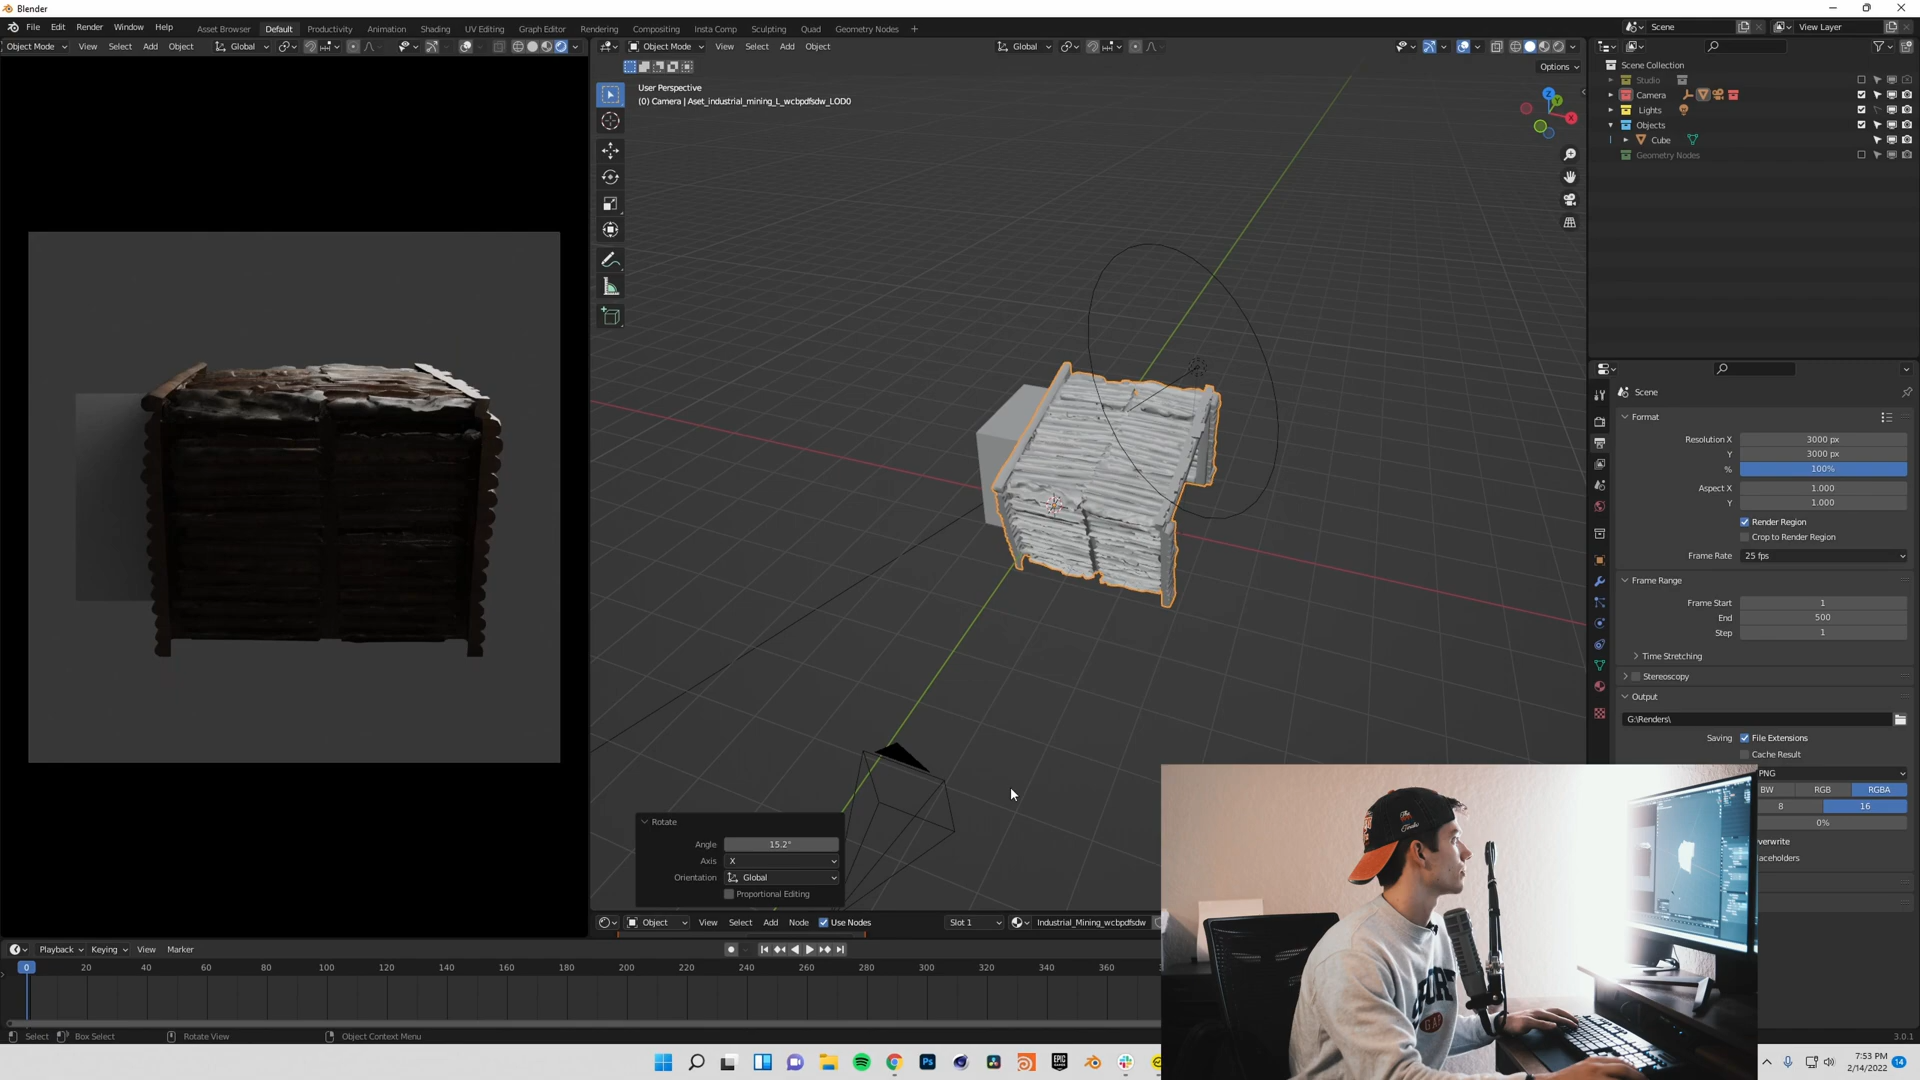 Blender
File Edit Render Window Help
Asset Browser Default Productivity Animation Shading UV Editing Graph Editor Rendering Compositing Insta Comp Sculpting Quad Geometry Nodes +
Scene
View Layer
Object Mode View Select Add Object Global
Object Mode View Select Add Object Global
Options
User Perspective
(0) Camera | Aset_industrial_mining_L_wcbpdfsdw_LOD0
Z
Y
X
Scene Collection
Studio
Camera
Lights
Objects
Cube
Geometry Nodes
Scene
Format
Resolution X 3000 px
Y 3000 px
% 100%
Aspect X 1.000
Y 1.000
Render Region
Crop to Render Region
Frame Rate 25 fps
Frame Range
Frame Start 1
End 500
Step 1
Time Stretching
Stereoscopy
Output
G:\Renders\
Saving File Extensions
Cache Result
PNG
BW RGB RGBA
8 16
0%
verwrite
laceholders
Rotate
Angle 15.2°
Axis X
Orientation Global
Proportional Editing
Object View Select Add Node Use Nodes Slot 1 Industrial_Mining_wcbpdfsdw
Playback Keying View Marker
0 20 40 60 80 100 120 140 160 180 200 220 240 260 280 300 320 340 360
Select Box Select Rotate View Object Context Menu
3.0.1
Ps
EPIC
7:53 PM
2/14/2022
14